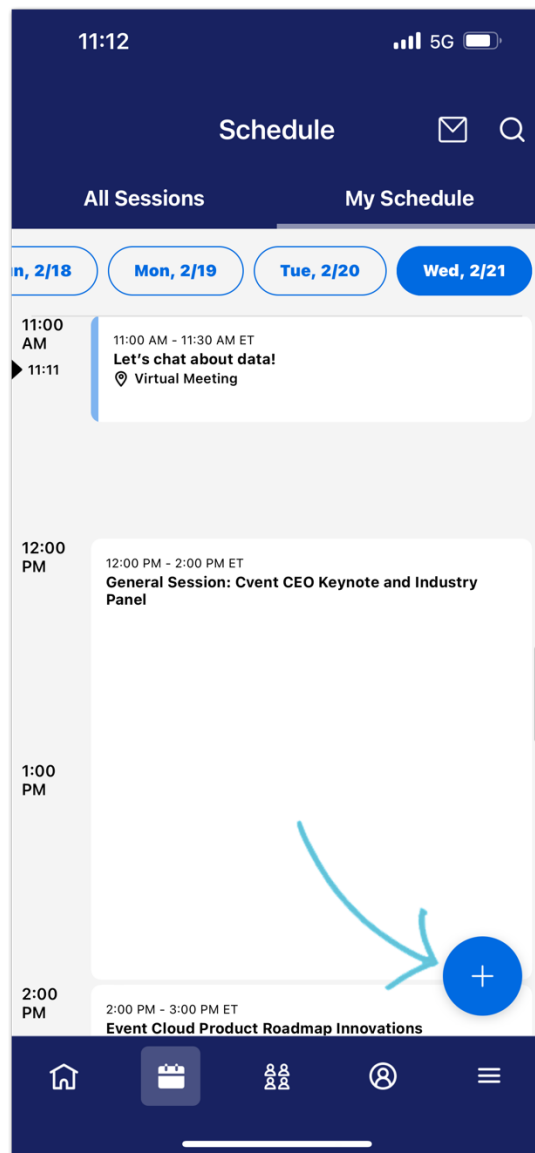 11:12
5G
Schedule
All Sessions
My Schedule
n, 2/18
Mon, 2/19
Tue, 2/20
Wed, 2/21
11:00
AM
11:11
11:00 AM - 11:30 AM ET
Let's chat about data!
Virtual Meeting
12:00
PM
12:00 PM - 2:00 PM ET
General Session: Cvent CEO Keynote and Industry
Panel
1:00
PM
2:00
PM
2:00 PM - 3:00 PM ET
Event Cloud Product Roadmap Innovations